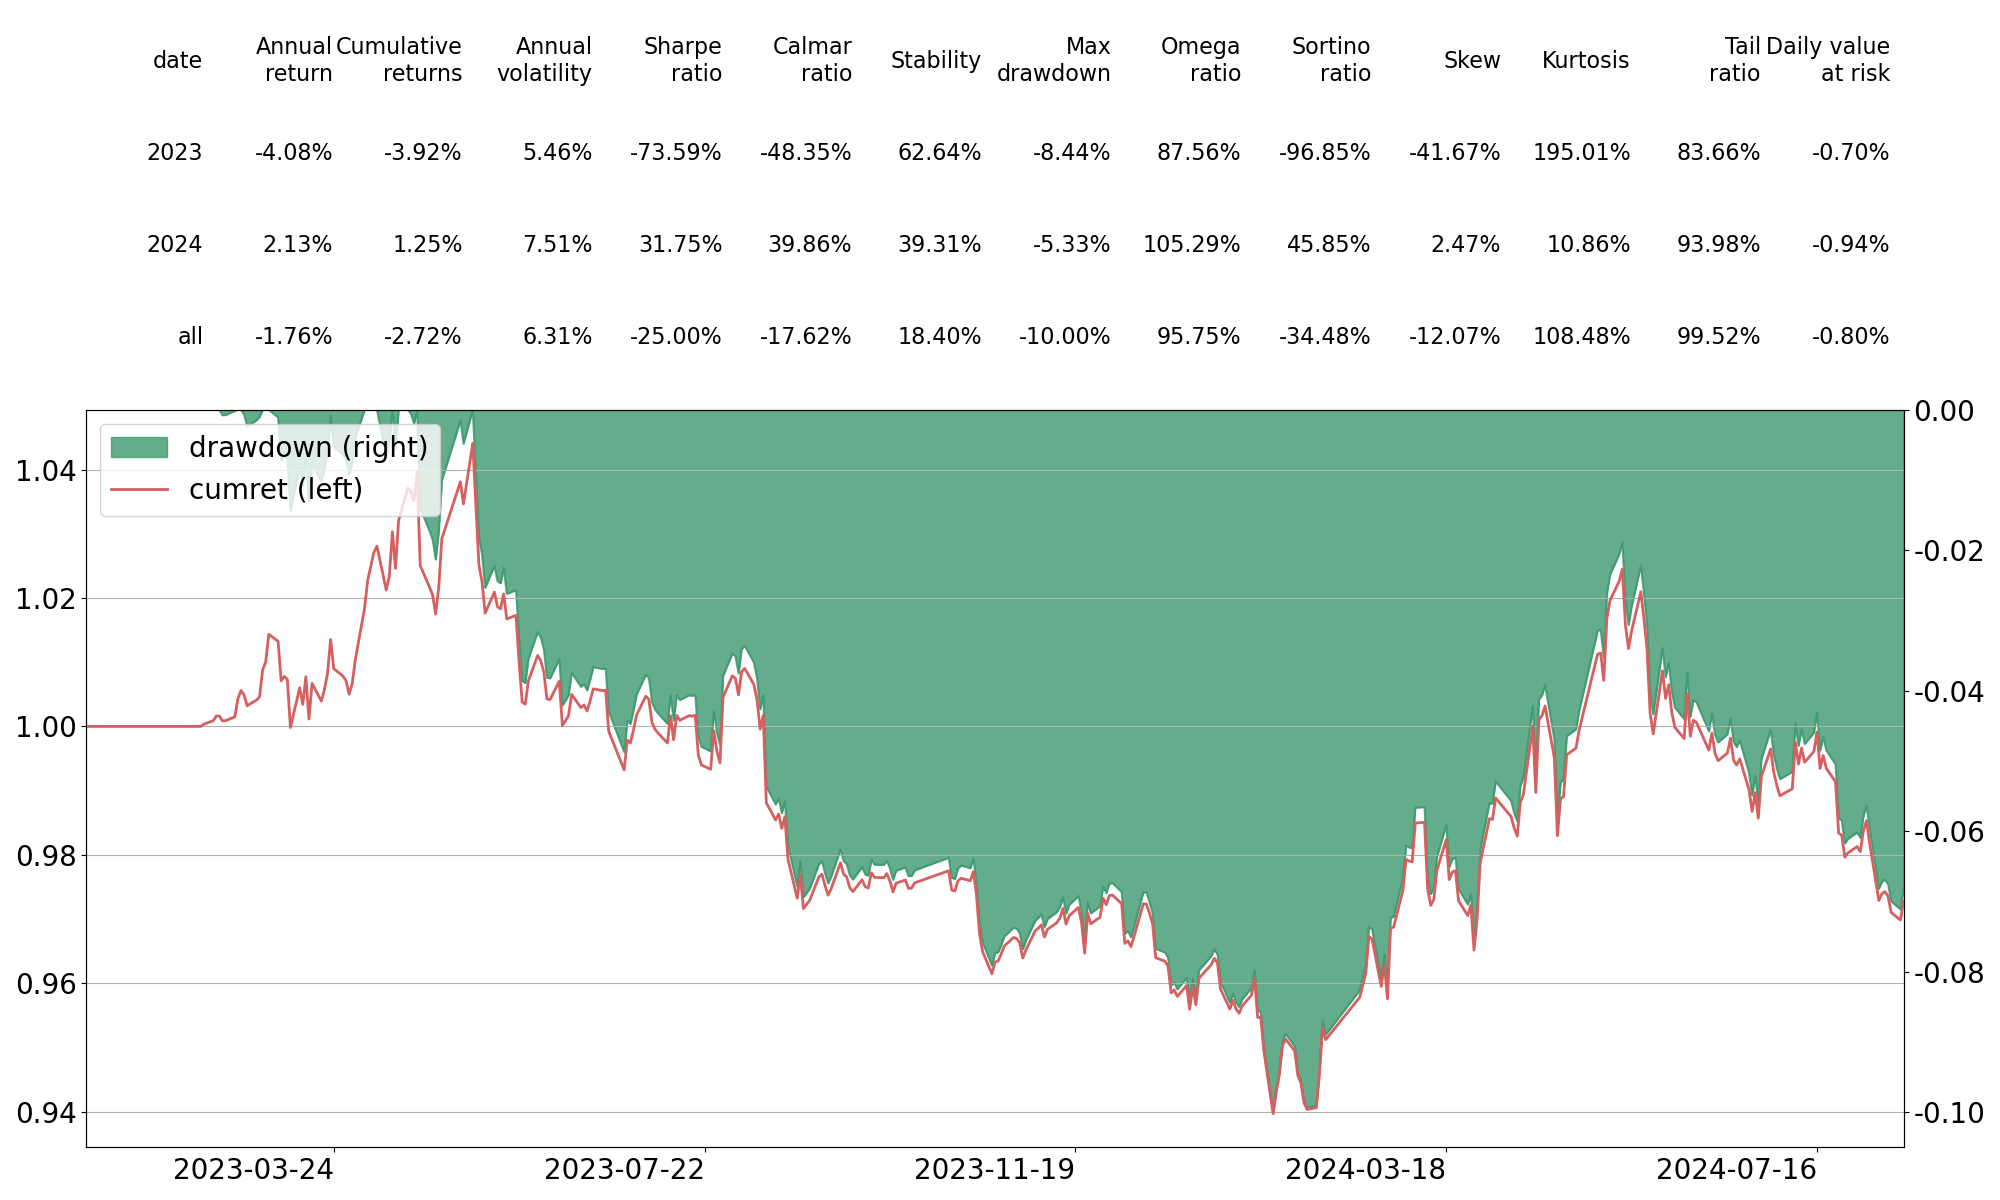 date Annual return Cumulative returns Annual volatility Sharpe ratio Calmar ratio Stability Max drawdown Omega ratio Sortino ratio Skew Kurtosis Tail ratio Daily value at risk
2023 -4.08% -3.92% 5.46% -73.59% -48.35% 62.64% -8.44% 87.56% -96.85% -41.67% 195.01% 83.66% -0.70%
2024 2.13% 1.25% 7.51% 31.75% 39.86% 39.31% -5.33% 105.29% 45.85% 2.47% 10.86% 93.98% -0.94%
all -1.76% -2.72% 6.31% -25.00% -17.62% 18.40% -10.00% 95.75% -34.48% -12.07% 108.48% 99.52% -0.80%
drawdown (right)
cumret (left)
1.04
1.02
1.00
0.98
0.96
0.94
0.00
-0.02
-0.04
-0.06
-0.08
-0.10
2023-03-24 2023-07-22 2023-11-19 2024-03-18 2024-07-16